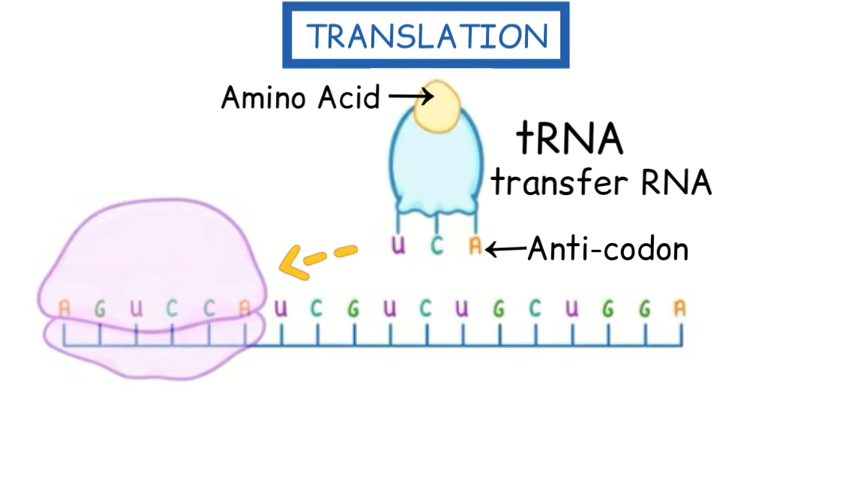 TRANSLATION
Amino Acid
tRNA
transfer RNA
U C A
Anti-codon
A G U C C A U C G U C U G C U G G A